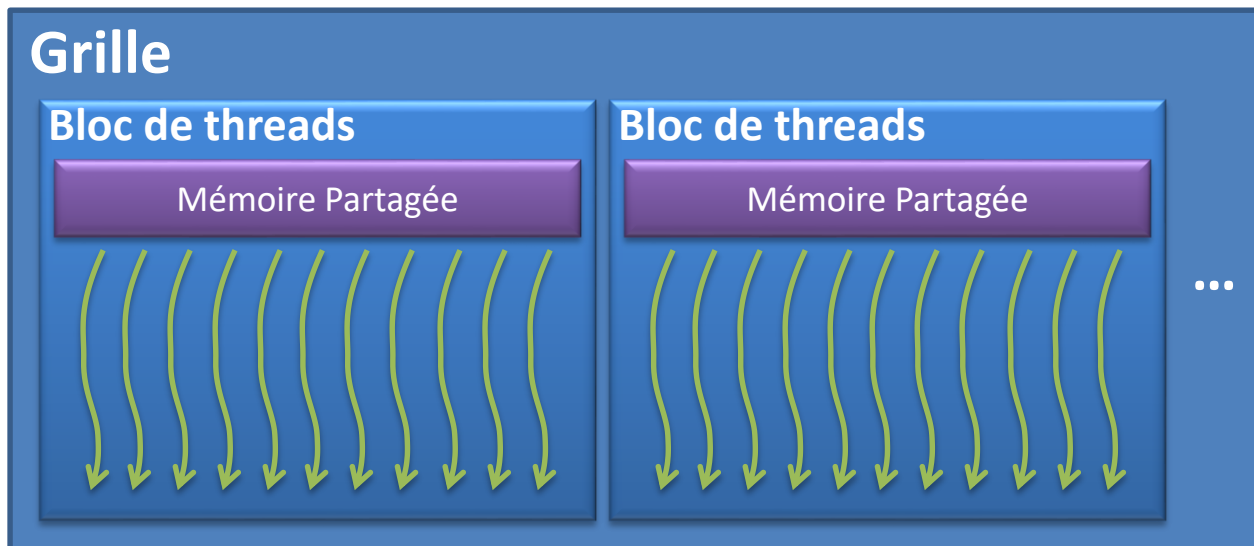 Grille
Bloc de threads
Mémoire Partagée
Bloc de threads
Mémoire Partagée
...